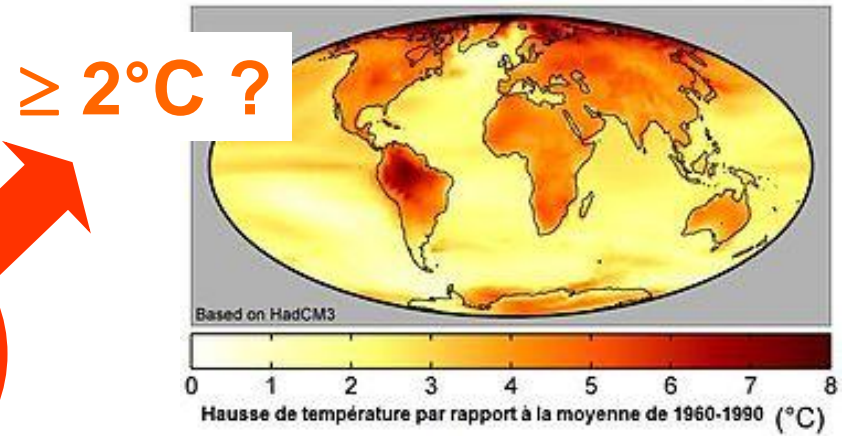 ≥ 2°C ?
Based on HadCM3
0 1 2 3 4 5 6 7 8
Hausse de température par rapport à la moyenne de 1960-1990 (°C)